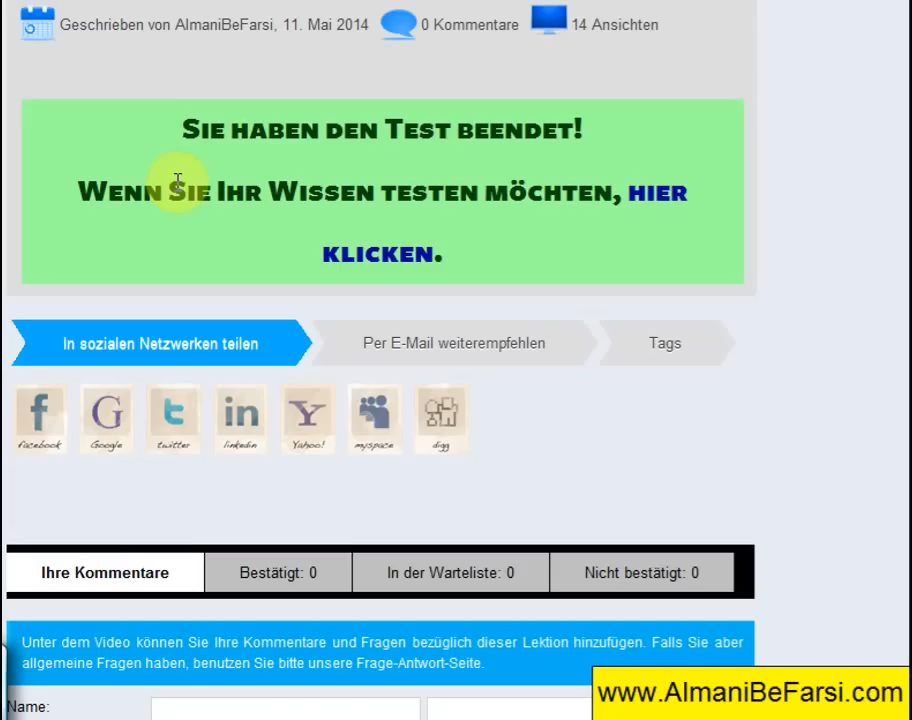 Geschrieben von AlmaniBeFarsi, 11. Mai 2014 0 Kommentare 14 Ansichten
Sie haben den Test beendet!
Wenn Sie Ihr Wissen testen möchten, hier
klicken.
In sozialen Netzwerken teilen Per E-Mail weiterempfehlen Tags
f G t in Y
facebook Google twitter linkedin Yahoo! myspace digg
Ihre Kommentare Bestätigt: 0 In der Warteliste: 0 Nicht bestätigt: 0
Unter dem Video können Sie Ihre Kommentare und Fragen bezüglich dieser Lektion hinzufügen. Falls Sie aber
allgemeine Fragen haben, benutzen Sie bitte unsere Frage-Antwort-Seite.
www.AlmaniBeFarsi.com
Name: